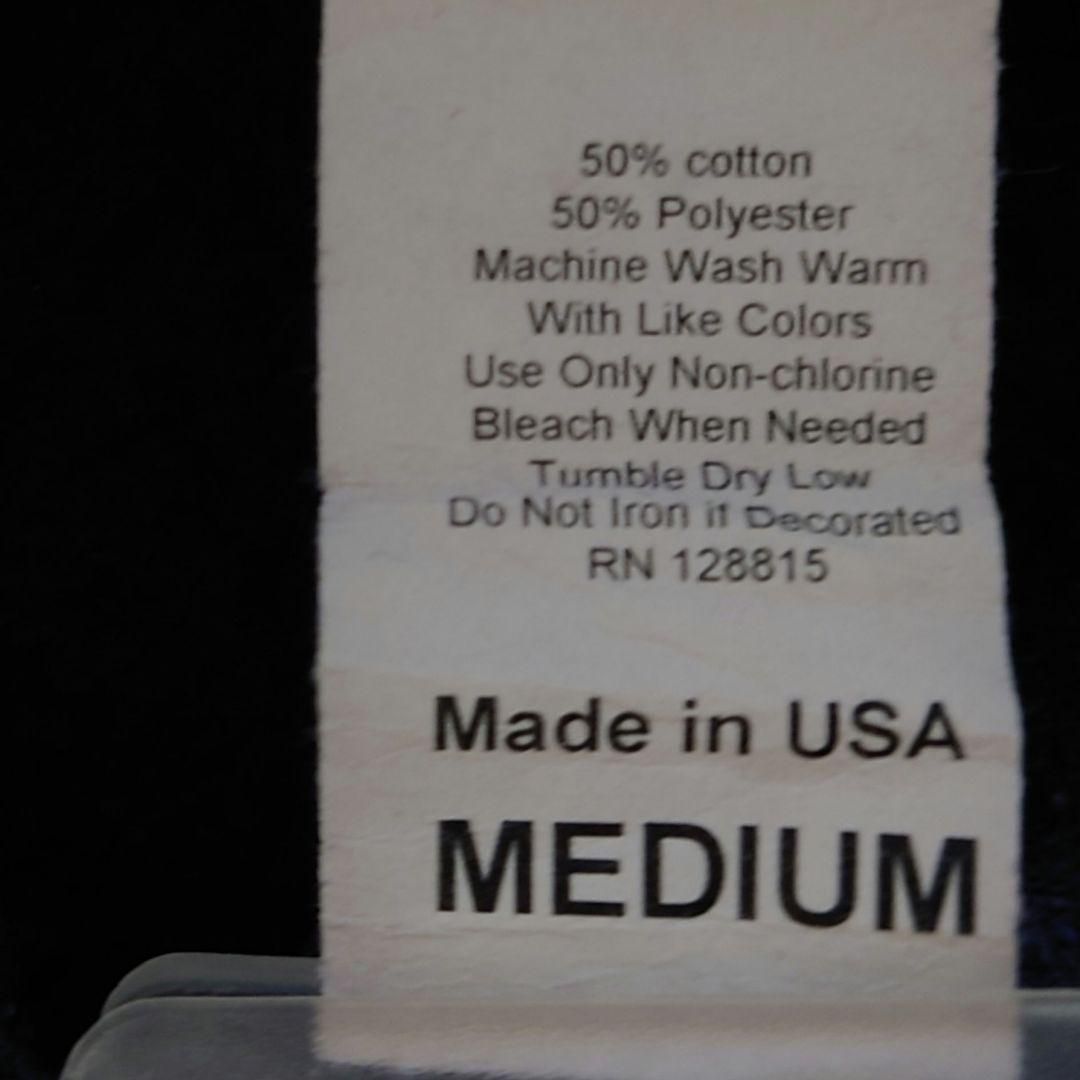 50% cotton
50% Polyester
Machine Wash Warm
With Like Colors
Use Only Non-chlorine
Bleach When Needed
Tumble Dry Low
Do Not Iron if Decorated
RN 128815
Made in USA
MEDIUM